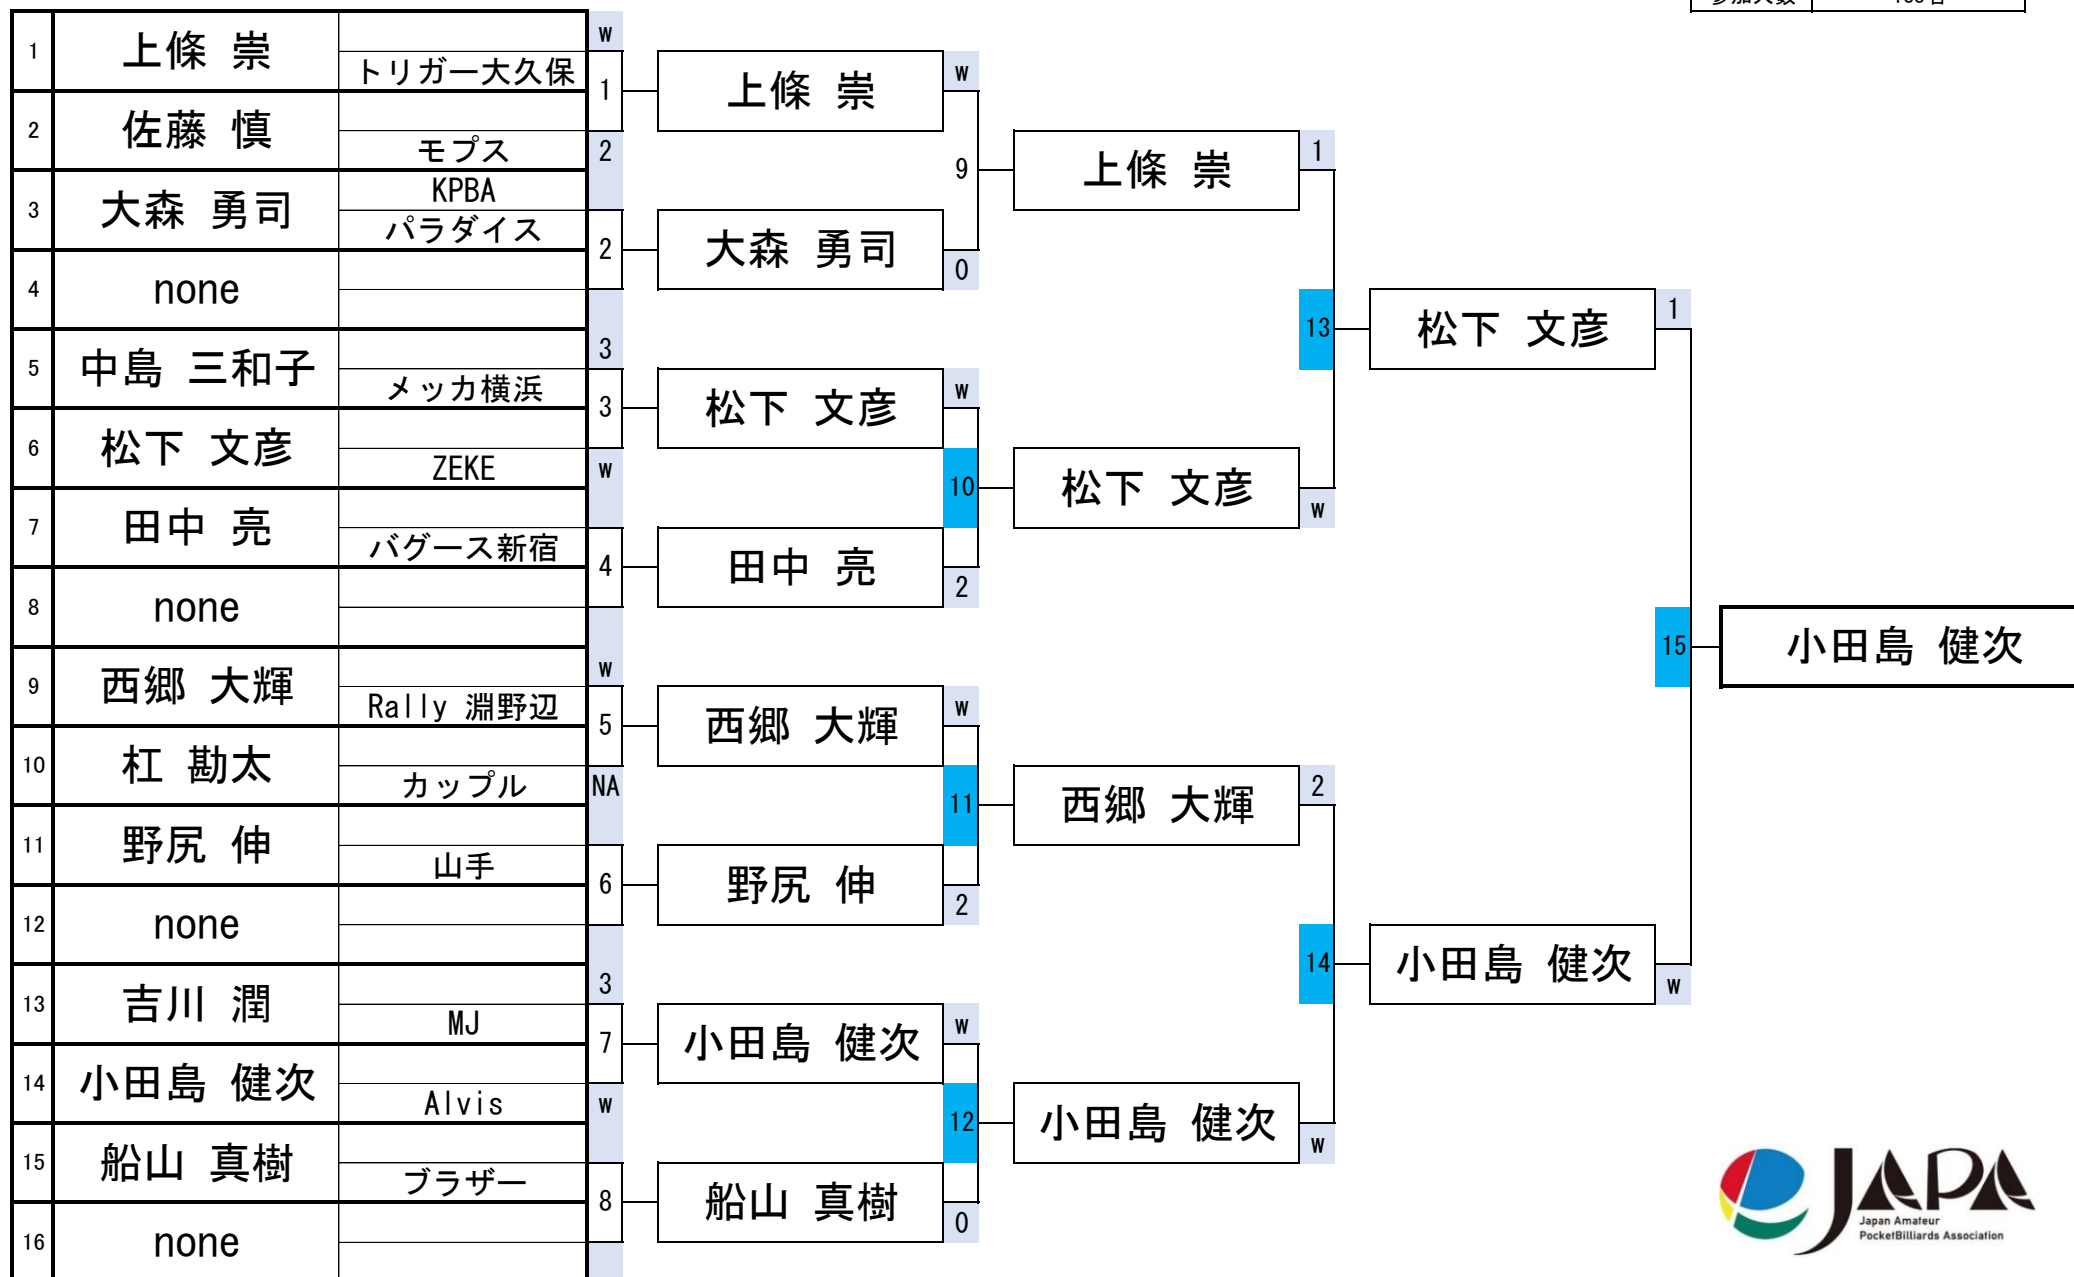 1 上條 崇 トリガー大久保 W
2 佐藤 慎 モプス 2
3 大森 勇司 KPBA パラダイス
4 none
5 中島 三和子 メッカ横浜 3
6 松下 文彦 ZEKE W
7 田中 亮 バグース新宿
8 none
9 西郷 大輝 Rally 淵野辺 W
10 杠 勘太 カップル NA
11 野尻 伸 山手
12 none
13 吉川 潤 MJ 3
14 小田島 健次 Alvis W
15 船山 真樹 ブラザー
16 none
1 上條 崇 W
2 大森 勇司 0
3 松下 文彦 W
4 田中 亮 2
5 西郷 大輝 W
6 野尻 伸 2
7 小田島 健次 W
8 船山 真樹 0
9 上條 崇 1
10 松下 文彦 W
11 西郷 大輝 2
12 小田島 健次 W
13 松下 文彦 1
14 小田島 健次 W
15 小田島 健次
JAPA
Japan Amateur
PocketBilliards Association